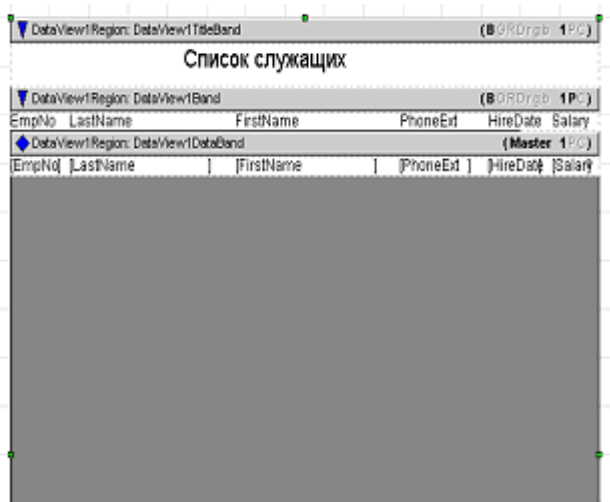 DataView1Region: DataView1TitleBand (BGRDrgb 1PC)
Список служащих
DataView1Region: DataView1Band (BGRDrgb 1PC)
EmpNo LastName FirstName PhoneExt HireDate Salary
DataView1Region: DataView1DataBand (Master 1PC)
[EmpNo] [LastName ] [FirstName ] [PhoneExt ] [HireDate] [Salary]